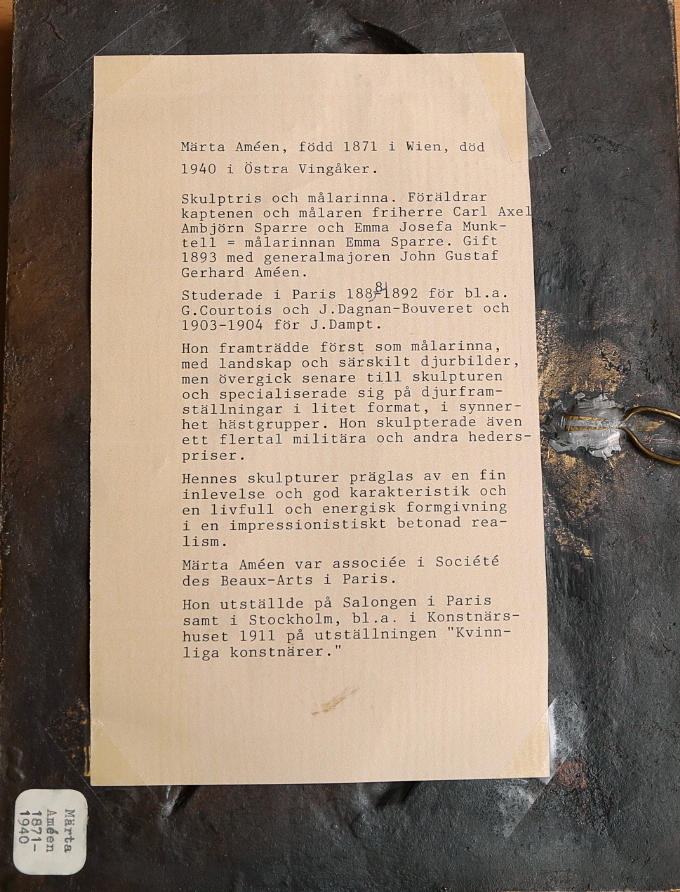 Märta Améen, född 1871 i Wien, död
1940 i Östra Vingåker.
Skulptris och målarinna. Föräldrar
kaptenen och målaren friherre Carl Axel
Ambjörn Sparre och Emma Josefa Munk-
tell = målarinnan Emma Sparre. Gift
1893 med generalmajoren John Gustaf
Gerhard Améen.
Studerade i Paris 1888-1892 för bl.a.
G.Courtois och J.Dagnan-Bouveret och
1903-1904 för J.Dampt.
Hon framträdde först som målarinna,
med landskap och särskilt djurbilder,
men övergick senare till skulpturen
och specialiserade sig på djurfram-
ställningar i litet format, i synner-
het hästgrupper. Hon skulpterade även
ett flertal militära och andra heders-
priser.
Hennes skulpturer präglas av en fin
inlevelse och god karakteristik och
en livfull och energisk formgivning
i en impressionistiskt betonad rea-
lism.
Märta Améen var associée i Société
des Beaux-Arts i Paris.
Hon utställde på Salongen i Paris
samt i Stockholm, bl.a. i Konstnärs-
huset 1911 på utställningen "Kvinn-
liga konstnärer."
Märta
Améen
1871-
1940